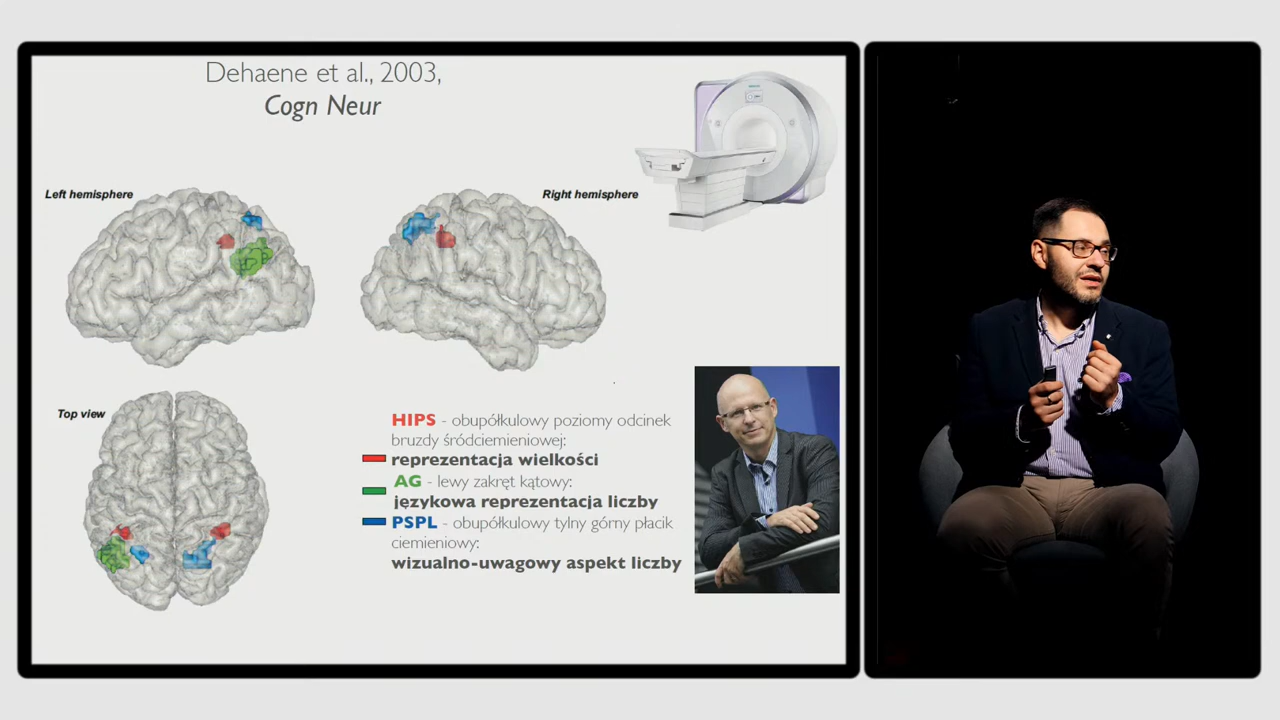 Dehaene et al., 2003,
Cogn Neur
Left hemisphere
Right hemisphere
Top view
HIPS - obupółkulowy poziomy odcinek
bruzdy śródciemieniowej:
reprezentacja wielkości
AG - lewy zakręt kątowy:
językowa reprezentacja liczby
PSPL - obupółkulowy tylny górny płacik
ciemieniowy:
wizualno-uwagowy aspekt liczby